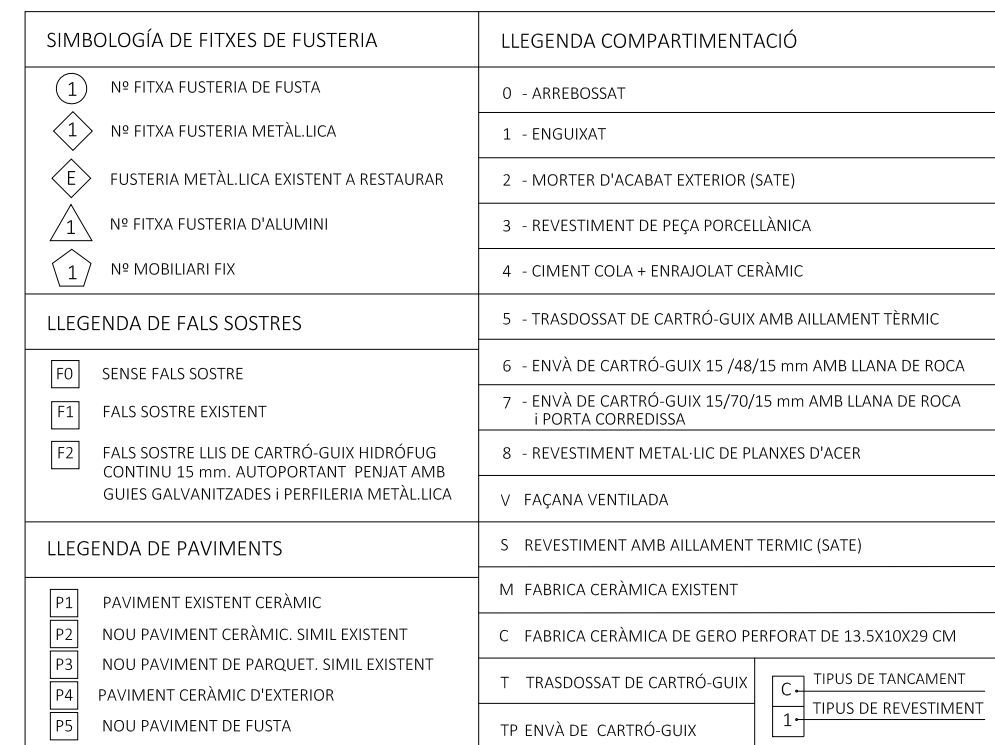 SIMBOLOGÍA DE FITXES DE FUSTERIA
1 Nº FITXA FUSTERIA DE FUSTA
1 Nº FITXA FUSTERIA METÀL.LICA
E FUSTERIA METÀL.LICA EXISTENT A RESTAURAR
1 Nº FITXA FUSTERIA D'ALUMINI
1 Nº MOBILIARI FIX
LLEGENDA DE FALS SOSTRES
F0 SENSE FALS SOSTRE
F1 FALS SOSTRE EXISTENT
F2 FALS SOSTRE LLIS DE CARTRÓ-GUIX HIDRÓFUG
CONTINU 15 mm. AUTOPORTANT PENJAT AMB
GUIES GALVANITZADES i PERFILERIA METÀL.LICA
LLEGENDA DE PAVIMENTS
P1 PAVIMENT EXISTENT CERÀMIC
P2 NOU PAVIMENT CERÀMIC. SIMIL EXISTENT
P3 NOU PAVIMENT DE PARQUET. SIMIL EXISTENT
P4 PAVIMENT CERÀMIC D'EXTERIOR
P5 NOU PAVIMENT DE FUSTA
LLEGENDA COMPARTIMENTACIÓ
0 - ARREBOSSAT
1 - ENGUIXAT
2 - MORTER D'ACABAT EXTERIOR (SATE)
3 - REVESTIMENT DE PEÇA PORCELLÀNICA
4 - CIMENT COLA + ENRAJOLAT CERÀMIC
5 - TRASDOSSAT DE CARTRÓ-GUIX AMB AILLAMENT TÈRMIC
6 - ENVÀ DE CARTRÓ-GUIX 15 /48/15 mm AMB LLANA DE ROCA
7 - ENVÀ DE CARTRÓ-GUIX 15/70/15 mm AMB LLANA DE ROCA
i PORTA CORREDISSA
8 - REVESTIMENT METAL·LIC DE PLANXES D'ACER
V FAÇANA VENTILADA
S REVESTIMENT AMB AILLAMENT TERMIC (SATE)
M FABRICA CERÀMICA EXISTENT
C FABRICA CERÀMICA DE GERO PERFORAT DE 13.5X10X29 CM
T TRASDOSSAT DE CARTRÓ-GUIX
TP ENVÀ DE CARTRÓ-GUIX
C TIPUS DE TANCAMENT
1 TIPUS DE REVESTIMENT